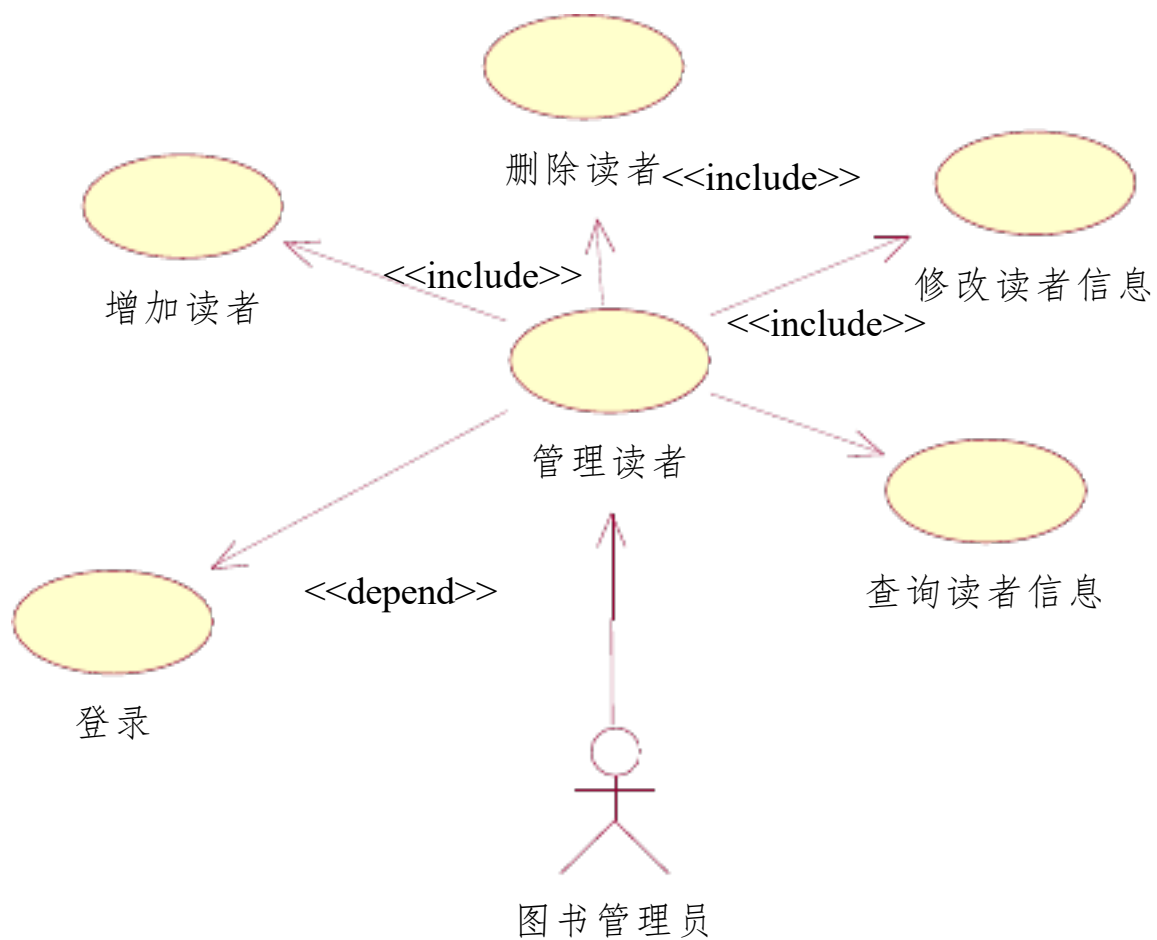 删除读者<<include>>
<<include>>
增加读者
修改读者信息
<<include>>
管理读者
查询读者信息
<<depend>>
登录
图书管理员